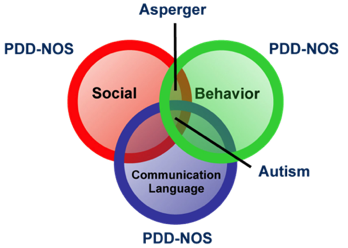 Asperger
PDD-NOS
PDD-NOS
Social
Behavior
Communication
Language
Autism
PDD-NOS